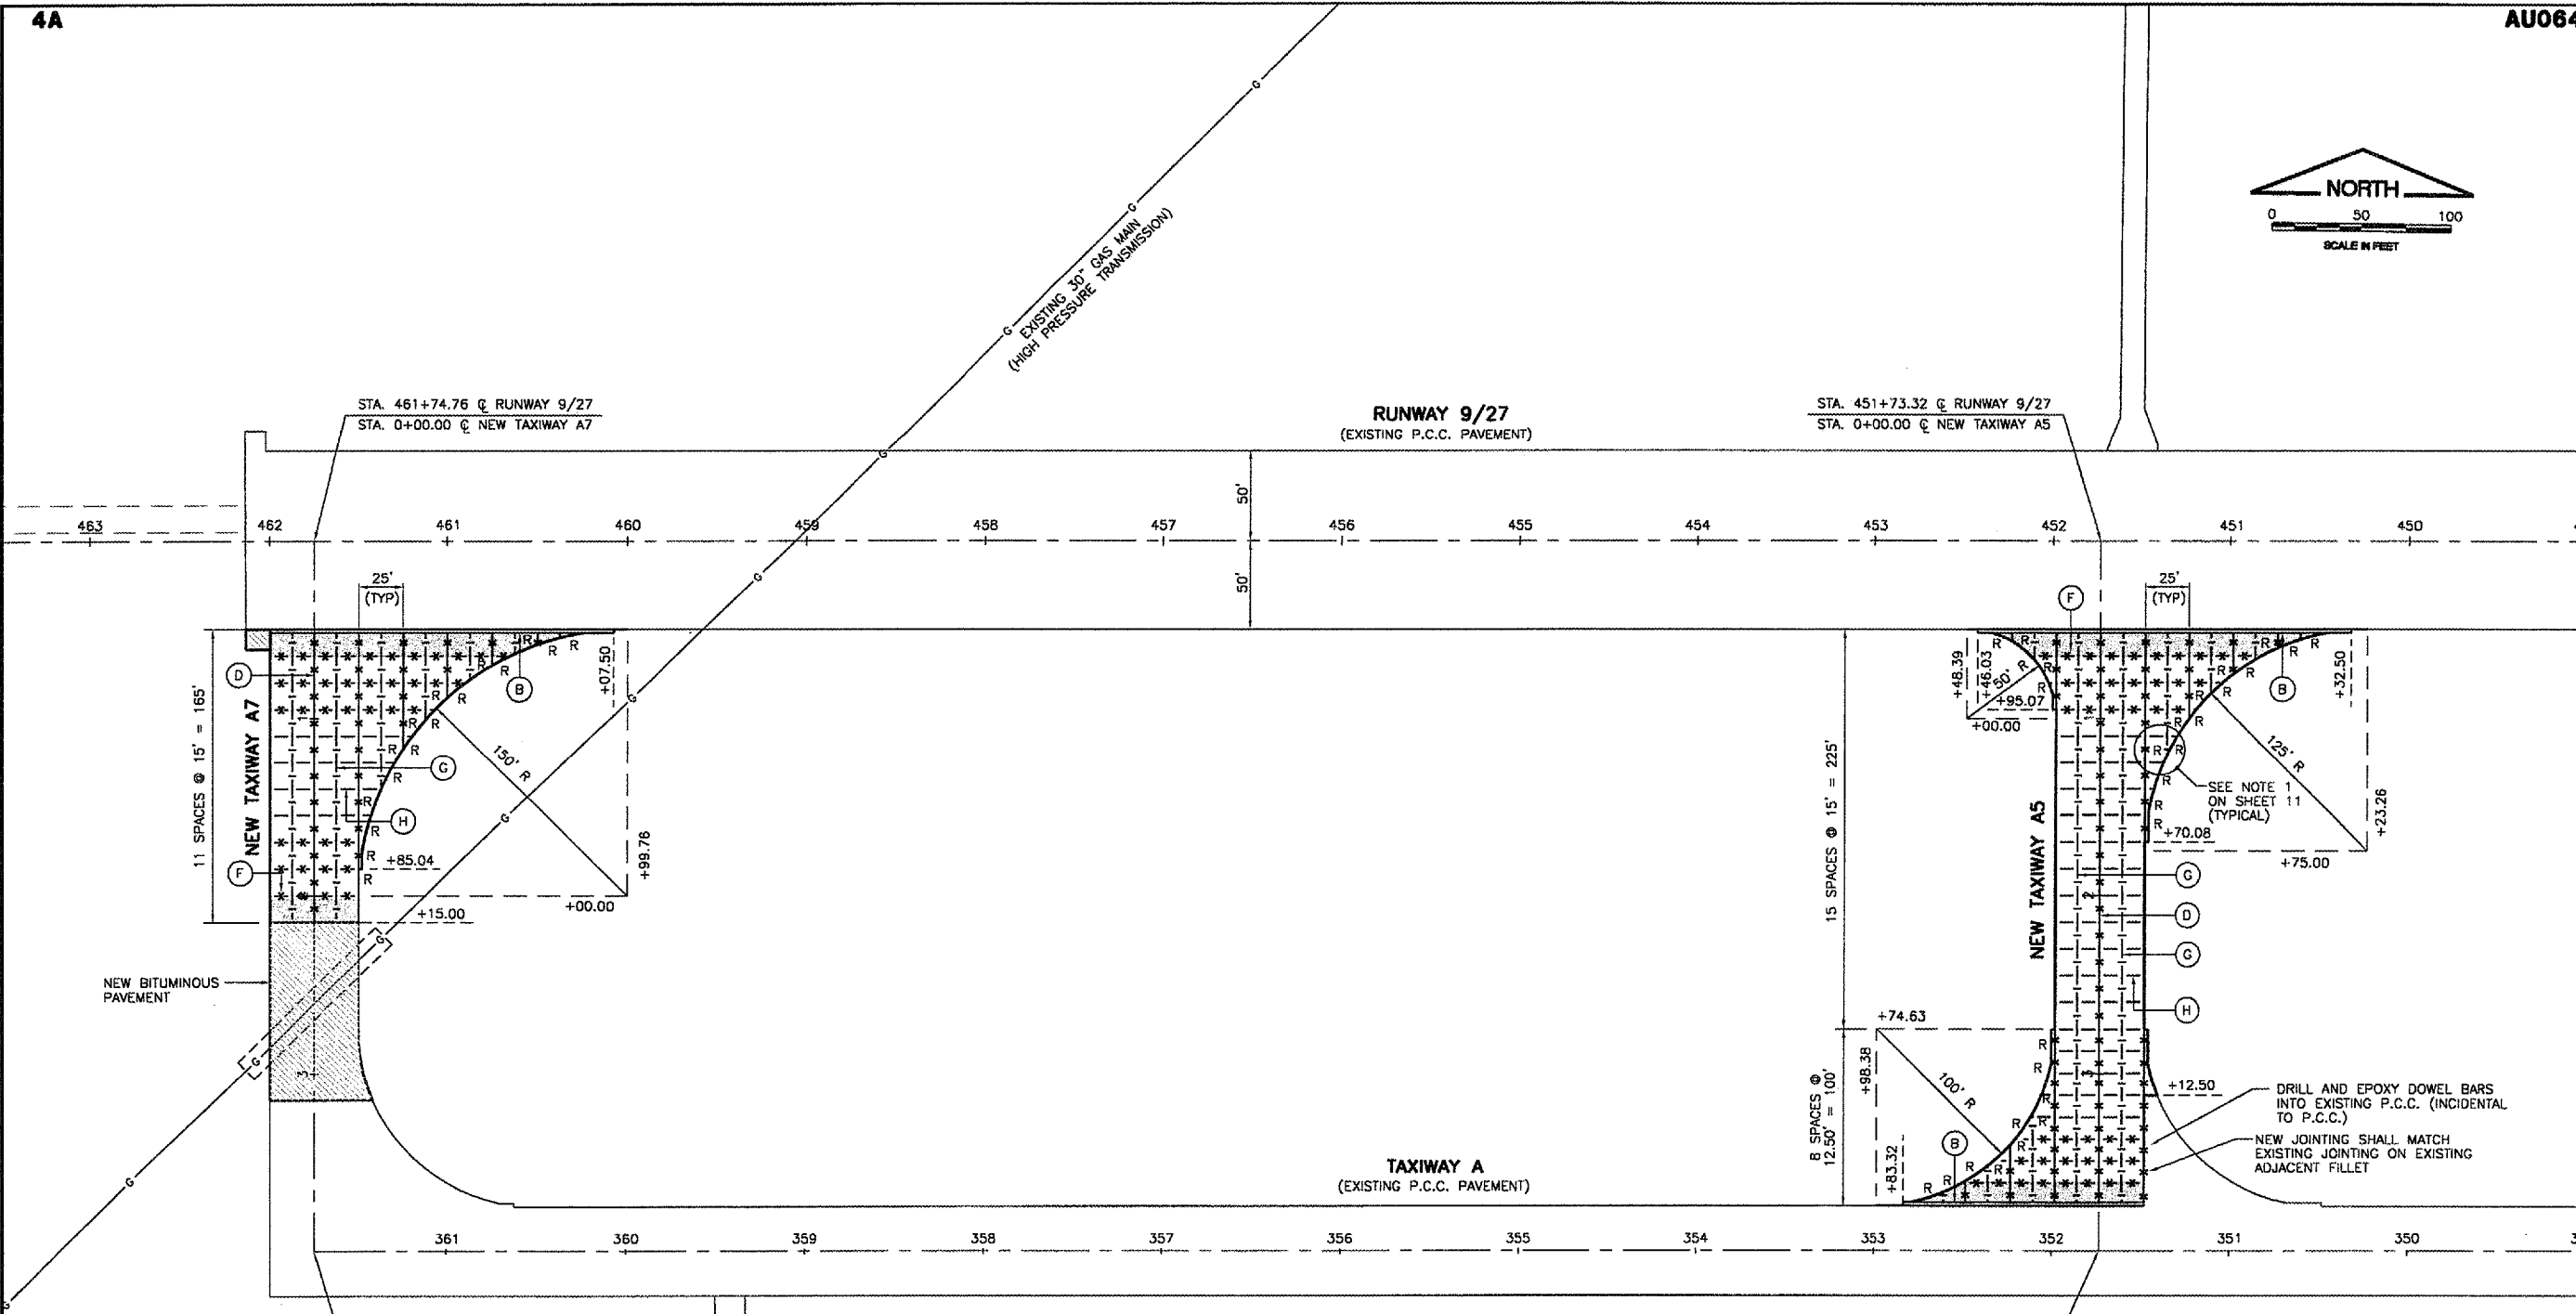 4A
AU064
NORTH
0 50 100
SCALE IN FEET
EXISTING 30" GAS MAIN
(HIGH PRESSURE TRANSMISSION)
G
G
G
G
G
G
G
G
G
G
G
STA. 461+74.76 ℄ RUNWAY 9/27
STA. 0+00.00 ℄ NEW TAXIWAY A7
RUNWAY 9/27
(EXISTING P.C.C. PAVEMENT)
STA. 451+73.32 ℄ RUNWAY 9/27
STA. 0+00.00 ℄ NEW TAXIWAY A5
50'
50'
463 462 461 460 459 458 457 456 455 454 453 452 451 450
25'
(TYP)
D
B
G
H
F
NEW TAXIWAY A7
11 SPACES @ 15' = 165'
1
3
150' R
+07.50
+99.76
+85.04
+00.00
+15.00
NEW BITUMINOUS
PAVEMENT
25'
(TYP)
F
B
+48.39
+46.03
50' R
+95.07
+00.00
+32.50
125' R
+23.26
SEE NOTE 1
ON SHEET 11
(TYPICAL)
+70.08
+75.00
15 SPACES @ 15' = 225'
NEW TAXIWAY A5
2
3
G
D
G
H
+74.63
+98.38
100' R
8 SPACES @
12.50' = 100'
+83.32
B
+12.50
DRILL AND EPOXY DOWEL BARS
INTO EXISTING P.C.C. (INCIDENTAL
TO P.C.C.)
NEW JOINTING SHALL MATCH
EXISTING JOINTING ON EXISTING
ADJACENT FILLET
TAXIWAY A
(EXISTING P.C.C. PAVEMENT)
361 360 359 358 357 356 355 354 353 352 351 350